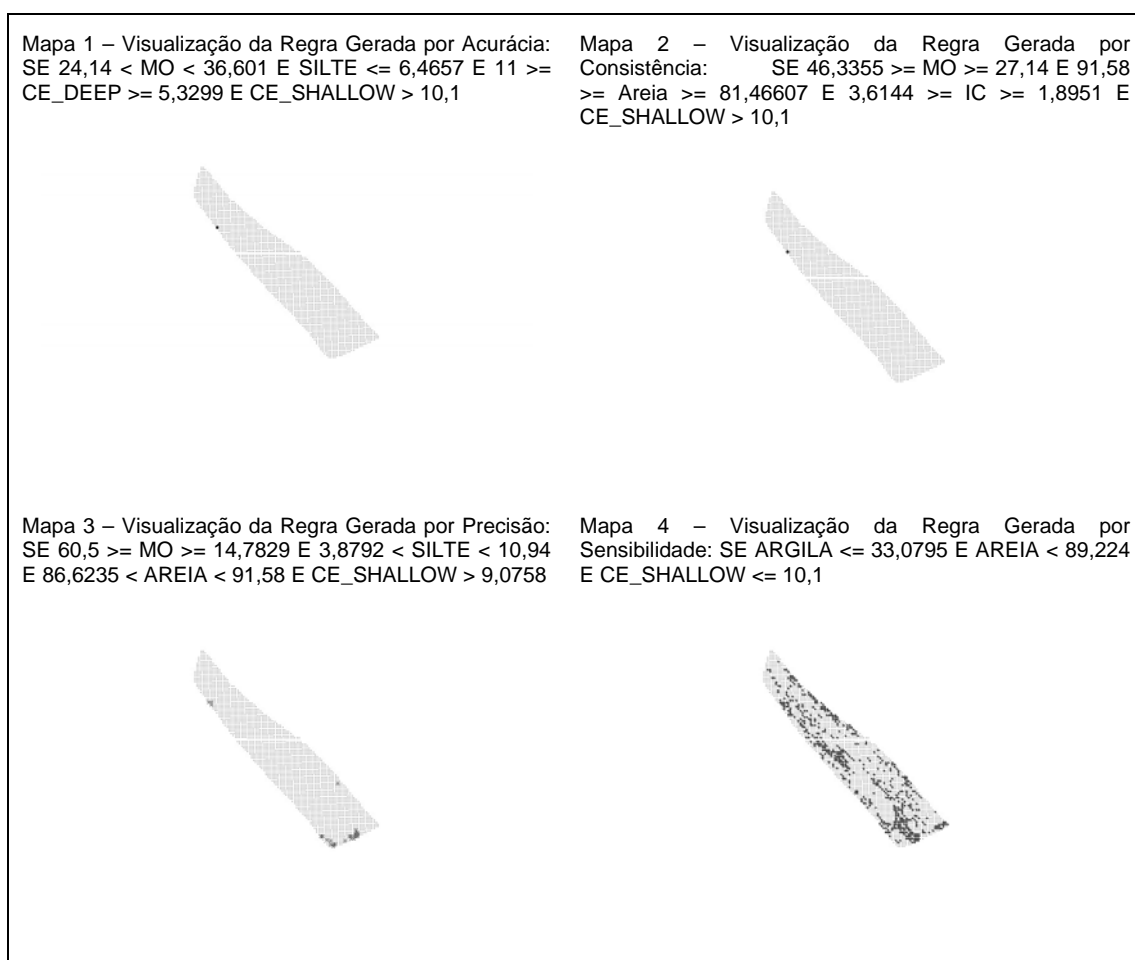 Mapa 1 – Visualização da Regra Gerada por Acurácia:
SE 24,14 < MO < 36,601 E SILTE <= 6,4657 E 11 >=
CE_DEEP >= 5,3299 E CE_SHALLOW > 10,1
Mapa 2 – Visualização da Regra Gerada por
Consistência: SE 46,3355 >= MO >= 27,14 E 91,58
>= Areia >= 81,46607 E 3,6144 >= IC >= 1,8951 E
CE_SHALLOW > 10,1
Mapa 3 – Visualização da Regra Gerada por Precisão:
SE 60,5 >= MO >= 14,7829 E 3,8792 < SILTE < 10,94
E 86,6235 < AREIA < 91,58 E CE_SHALLOW > 9,0758
Mapa 4 – Visualização da Regra Gerada por
Sensibilidade: SE ARGILA <= 33,0795 E AREIA < 89,224
E CE_SHALLOW <= 10,1